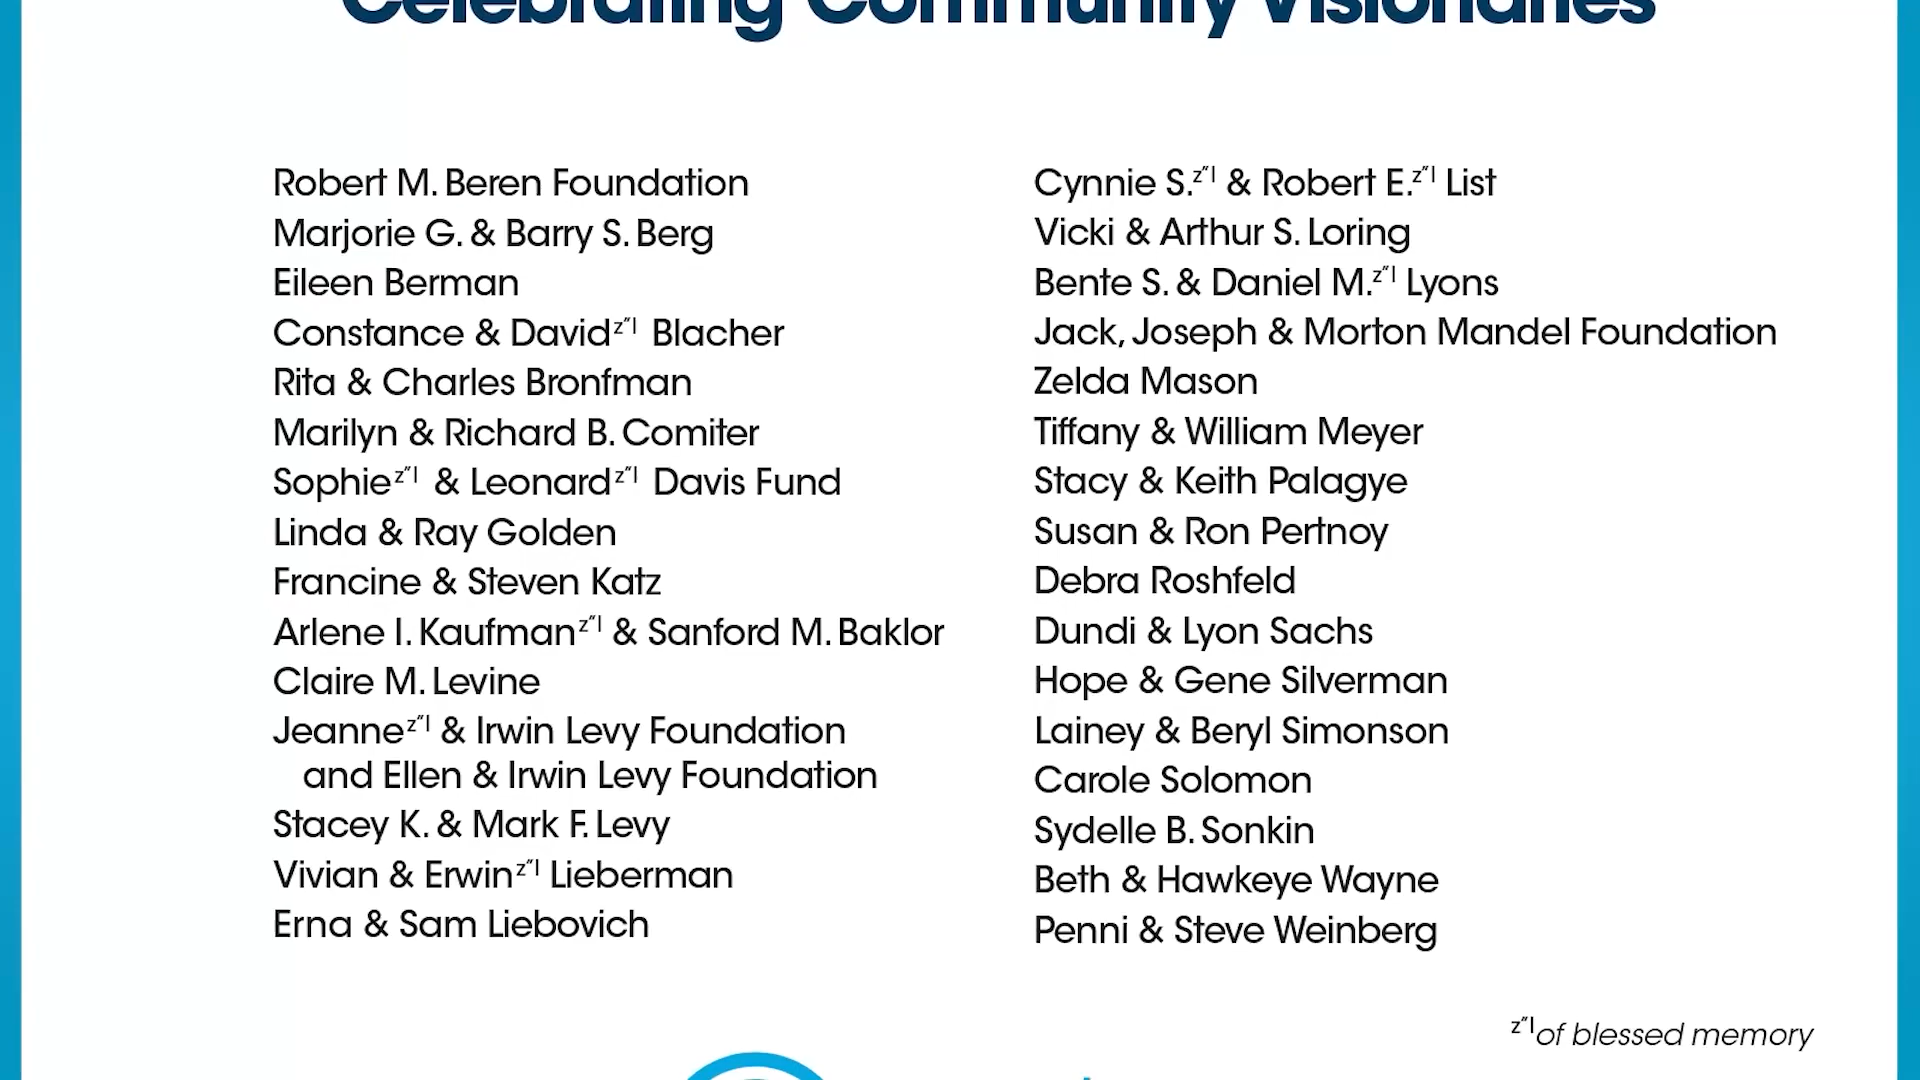 Celebrating Community Visionaries
Robert M. Beren Foundation
Marjorie G. & Barry S. Berg
Eileen Berman
Constance & David z"l Blacher
Rita & Charles Bronfman
Marilyn & Richard B. Comiter
Sophie z"l & Leonard z"l Davis Fund
Linda & Ray Golden
Francine & Steven Katz
Arlene I. Kaufman z"l & Sanford M. Baklor
Claire M. Levine
Jeanne z"l & Irwin Levy Foundation
and Ellen & Irwin Levy Foundation
Stacey K. & Mark F. Levy
Vivian & Erwin z"l Lieberman
Erna & Sam Liebovich
Cynnie S. z"l & Robert E. z"l List
Vicki & Arthur S. Loring
Bente S. & Daniel M. z"l Lyons
Jack, Joseph & Morton Mandel Foundation
Zelda Mason
Tiffany & William Meyer
Stacy & Keith Palagye
Susan & Ron Pertnoy
Debra Roshfeld
Dundi & Lyon Sachs
Hope & Gene Silverman
Lainey & Beryl Simonson
Carole Solomon
Sydelle B. Sonkin
Beth & Hawkeye Wayne
Penni & Steve Weinberg
z"l of blessed memory